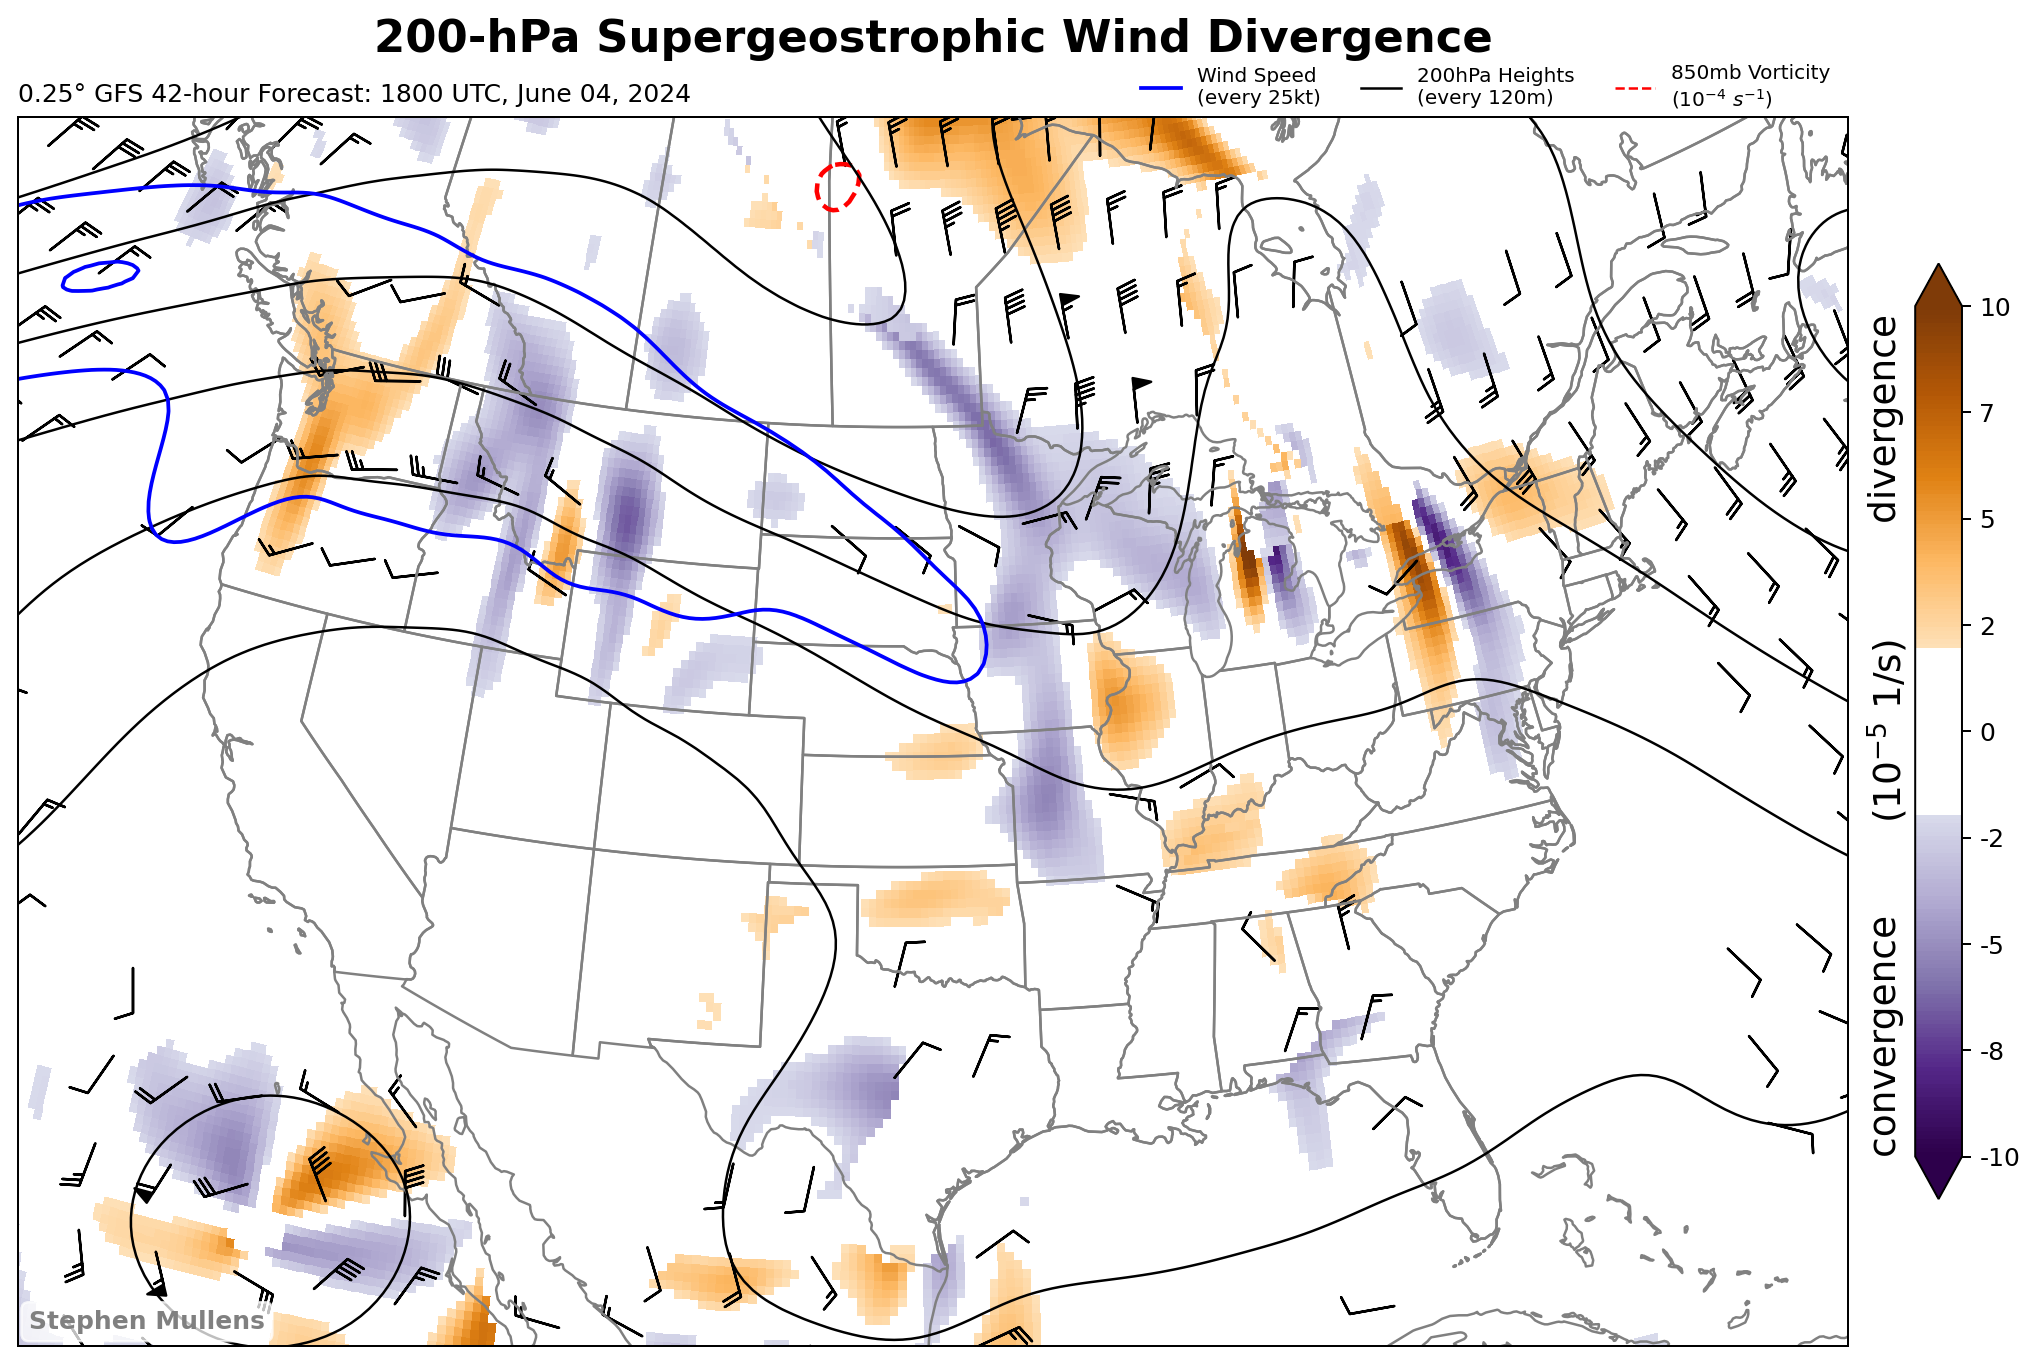 200-hPa Supergeostrophic Wind Divergence
0.25° GFS 42-hour Forecast: 1800 UTC, June 04, 2024
Wind Speed
(every 25kt)
200hPa Heights
(every 120m)
850mb Vorticity
(10⁻⁴ s⁻¹)
10
7
5
2
0
-2
-5
-8
-10
convergence (10⁻⁵ 1/s) divergence
Stephen Mullens